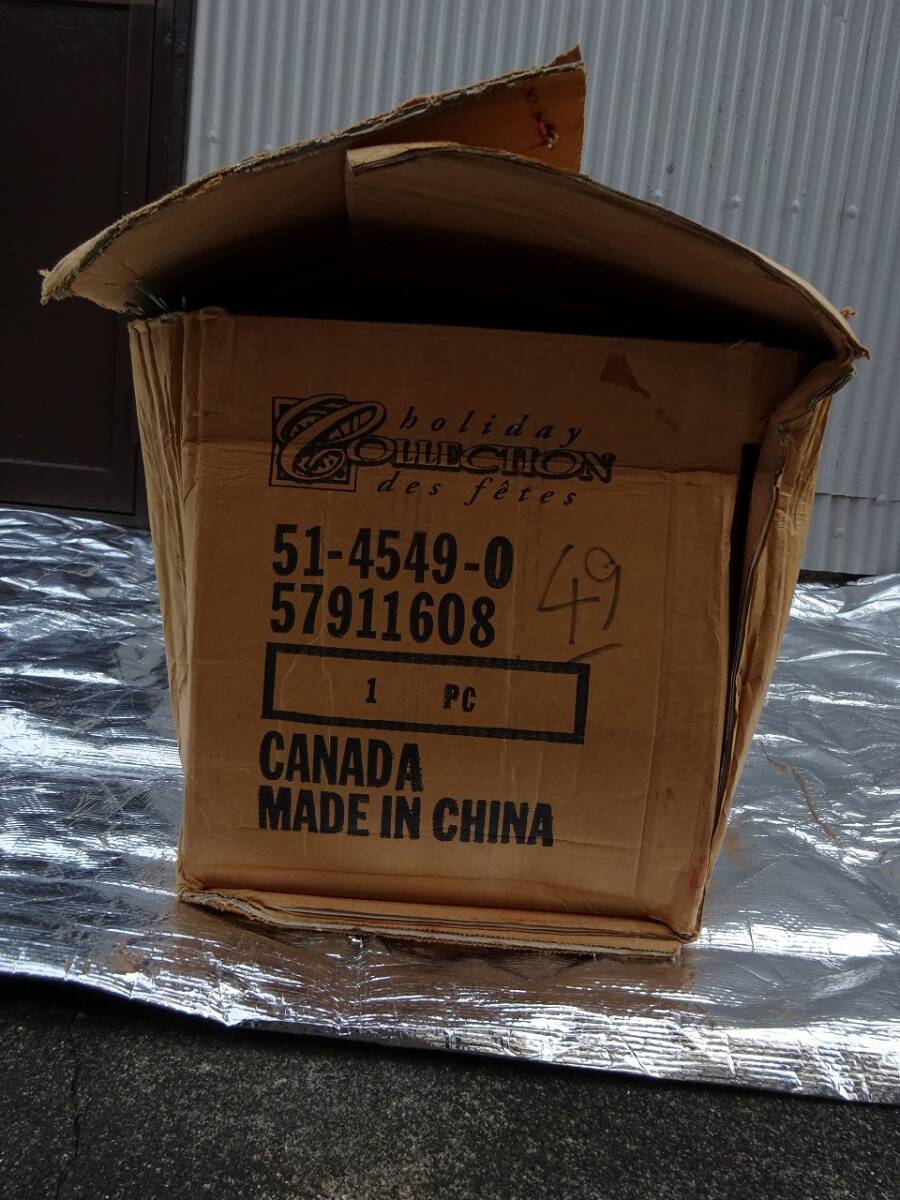 holiday
COLLECTION
des fêtes
51-4549-0
57911608
49
1 PC
CANADA
MADE IN CHINA